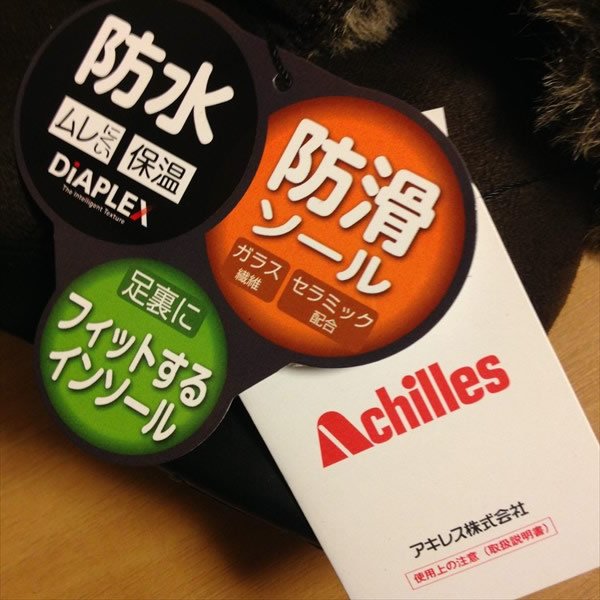 防水
ムレにくい
保温
DiAPLEX
The Intelligent Texture
防滑
ソール
ガラス
繊維
セラミック
配合
足裏に
フィットする
インソール
Achilles
アキレス株式会社
使用上の注意（取扱説明書）